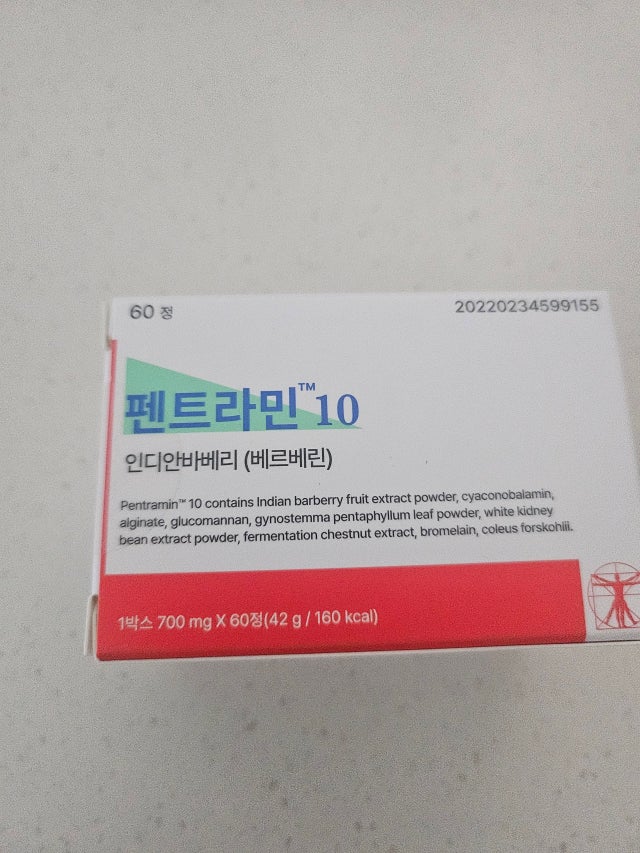 60 정
20220234599155
펜트라민™10
인디안바베리 (베르베린)
Pentramin™ 10 contains Indian barberry fruit extract powder, cyaconobalamin,
alginate, glucomannan, gynostemma pentaphyllum leaf powder, white kidney
bean extract powder, fermentation chestnut extract, bromelain, coleus forskohlii.
1박스 700 mg X 60정(42 g / 160 kcal)